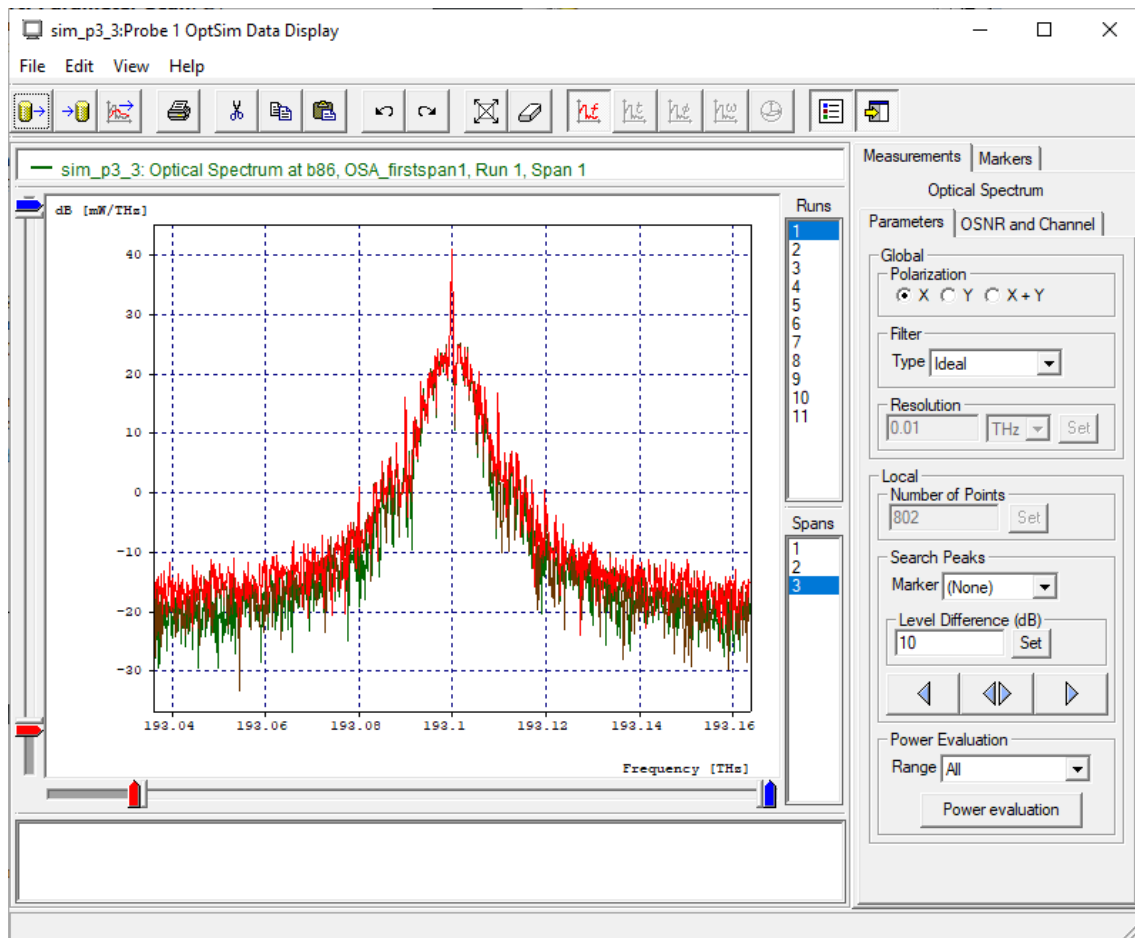 sim_p3_3:Probe 1 OptSim Data Display
File Edit View Help
sim_p3_3: Optical Spectrum at b86, OSA_firstspan1, Run 1, Span 1
dB [mW/THz]
40
30
20
10
0
-10
-20
-30
193.04 193.06 193.08 193.1 193.12 193.14 193.16
Frequency [THz]
Runs
1
2
3
4
5
6
7
8
9
10
11
Spans
1
2
3
Measurements Markers
Optical Spectrum
Parameters OSNR and Channel
Global
Polarization
X Y X + Y
Filter
Type Ideal
Resolution
0.01 THz Set
Local
Number of Points
802 Set
Search Peaks
Marker (None)
Level Difference (dB)
10 Set
Power Evaluation
Range All
Power evaluation